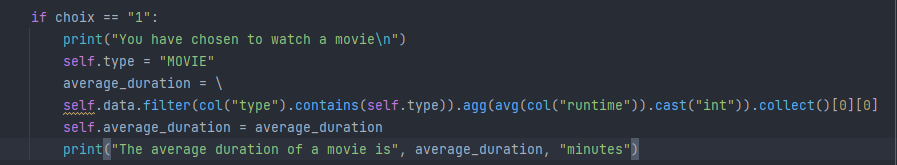 if choix == "1":
print("You have chosen to watch a movie\n")
self.type = "MOVIE"
average_duration = \
self.data.filter(col("type").contains(self.type)).agg(avg(col("runtime")).cast("int")).collect()[0][0]
self.average_duration = average_duration
print("The average duration of a movie is", average_duration, "minutes")